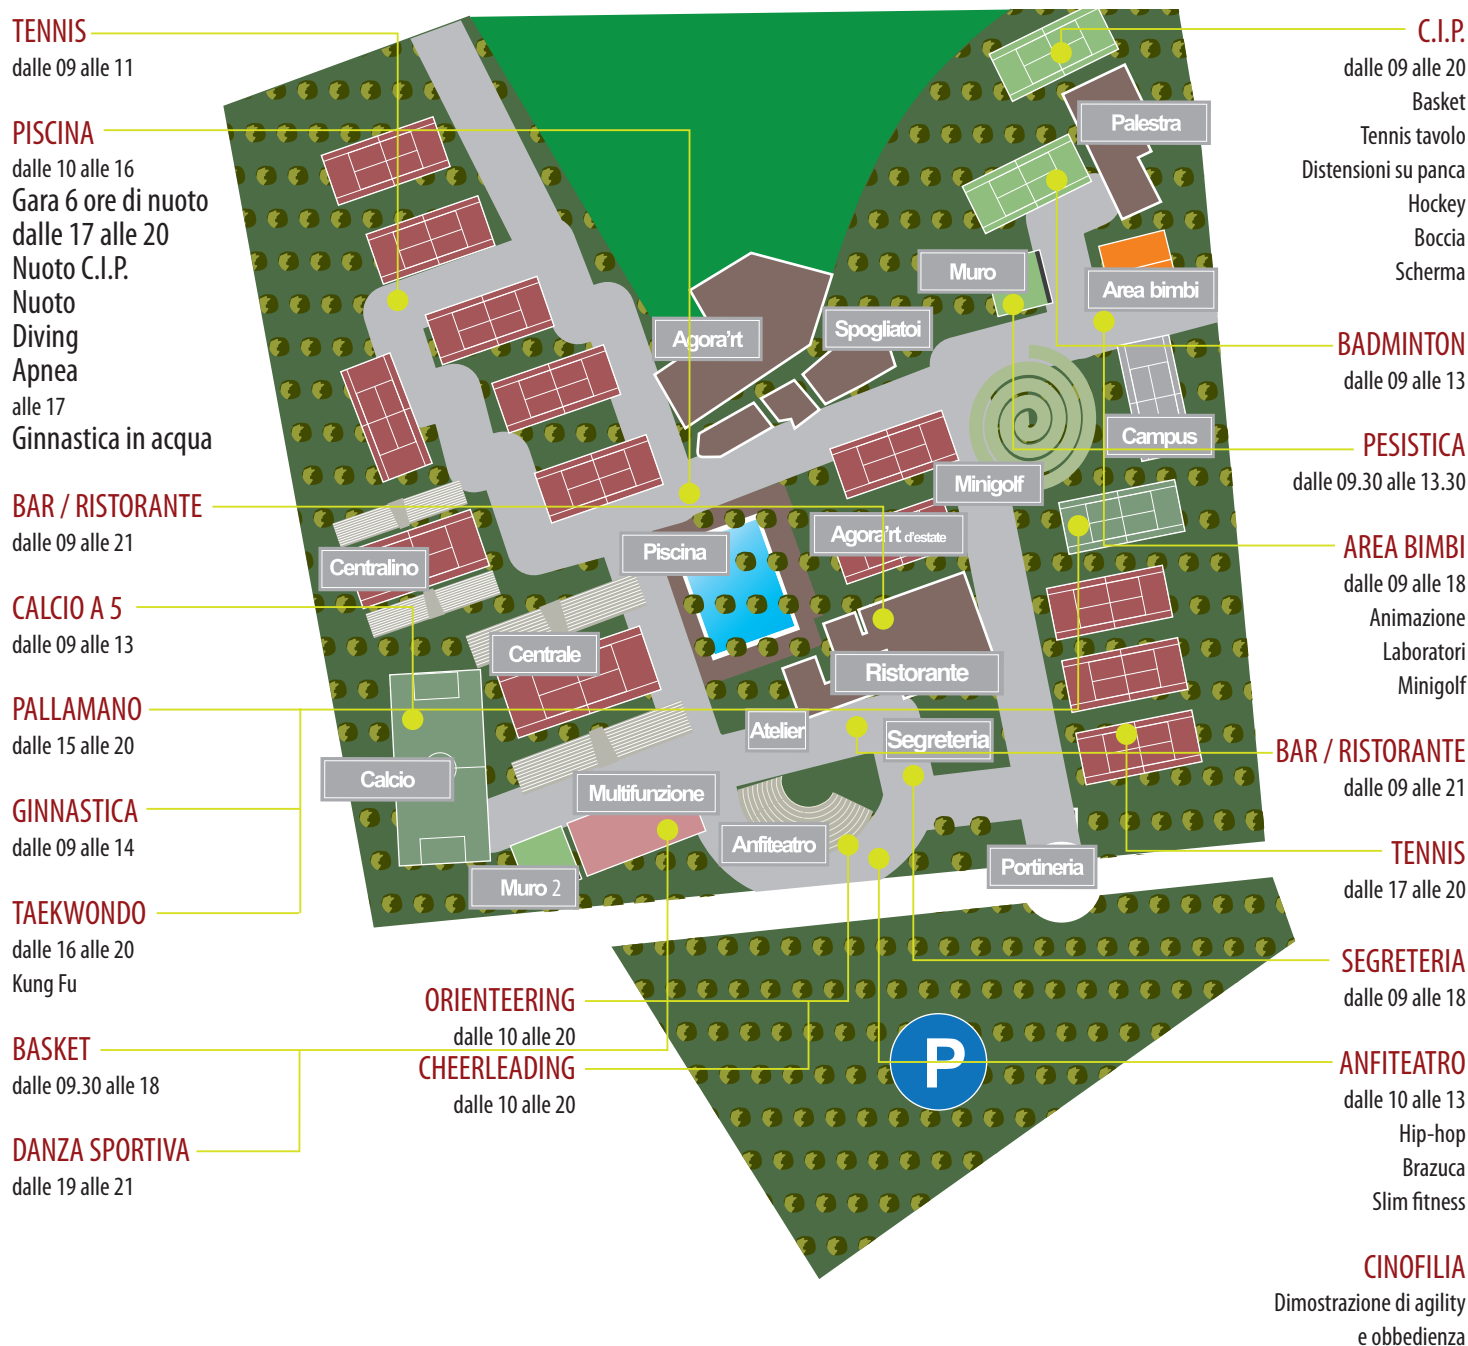 TENNIS
dalle 09 alle 11
PISCINA
dalle 10 alle 16
Gara 6 ore di nuoto
dalle 17 alle 20
Nuoto C.I.P.
Nuoto
Diving
Apnea
alle 17
Ginnastica in acqua
BAR / RISTORANTE
dalle 09 alle 21
CALCIO A 5
dalle 09 alle 13
PALLAMANO
dalle 15 alle 20
GINNASTICA
dalle 09 alle 14
TAEKWONDO
dalle 16 alle 20
Kung Fu
BASKET
dalle 09.30 alle 18
DANZA SPORTIVA
dalle 19 alle 21
ORIENTEERING
dalle 10 alle 20
CHEERLEADING
dalle 10 alle 20
Palestra
Muro
Area bimbi
Agora'rt
Spogliatoi
Campus
Minigolf
Piscina
Agora'rt d'estate
Centralino
Centrale
Ristorante
Atelier
Segreteria
Calcio
Multifunzione
Anfiteatro
Portineria
Muro 2
P
C.I.P.
dalle 09 alle 20
Basket
Tennis tavolo
Distensioni su panca
Hockey
Boccia
Scherma
BADMINTON
dalle 09 alle 13
PESISTICA
dalle 09.30 alle 13.30
AREA BIMBI
dalle 09 alle 18
Animazione
Laboratori
Minigolf
BAR / RISTORANTE
dalle 09 alle 21
TENNIS
dalle 17 alle 20
SEGRETERIA
dalle 09 alle 18
ANFITEATRO
dalle 10 alle 13
Hip-hop
Brazuca
Slim fitness
CINOFILIA
Dimostrazione di agility
e obbedienza